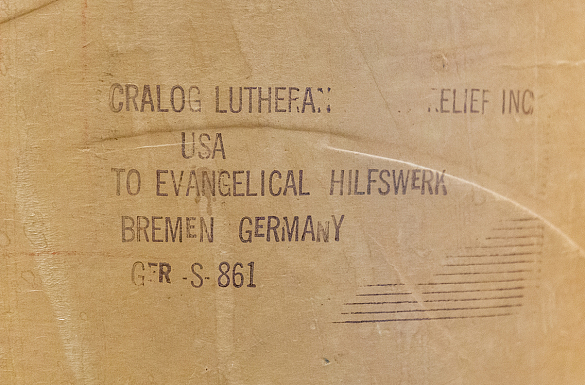 CRALOG LUTHERAN RELIEF INC
USA
TO EVANGELICAL HILFSWERK
BREMEN GERMANY
GER -S- 861